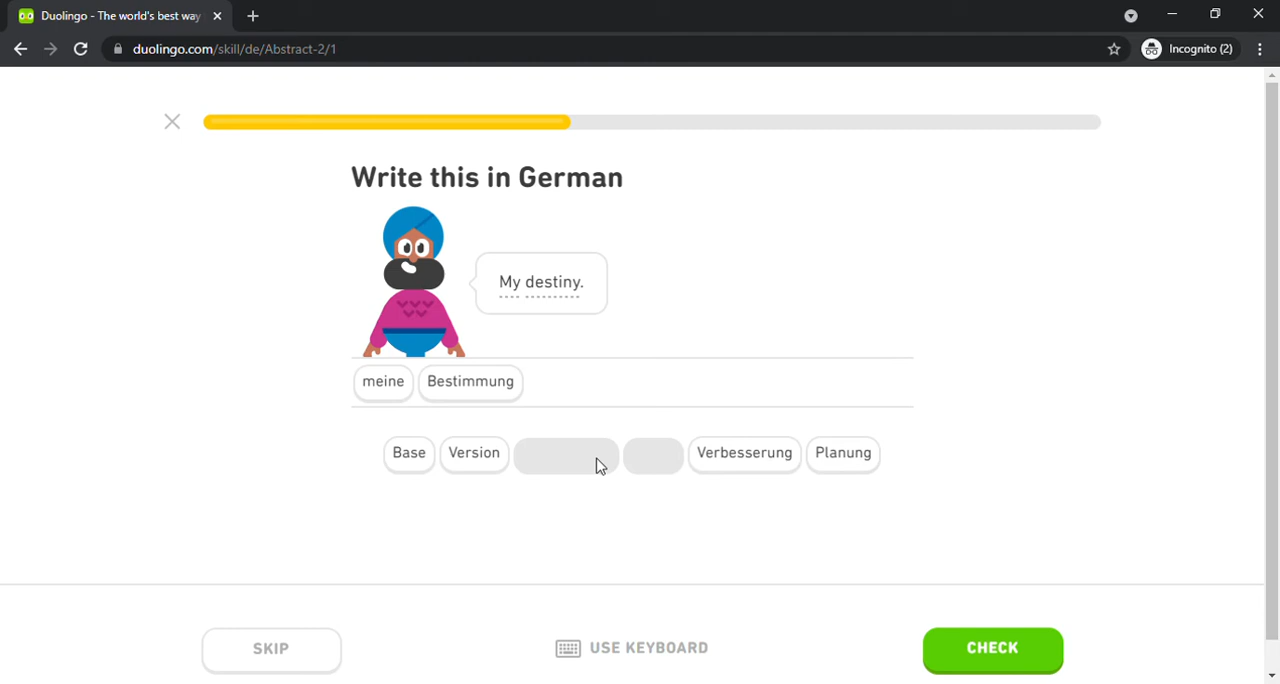 Duolingo - The world's best way
duolingo.com/skill/de/Abstract-2/1
Incognito (2)
Write this in German
My destiny.
meine Bestimmung
Base Version Verbesserung Planung
SKIP USE KEYBOARD CHECK